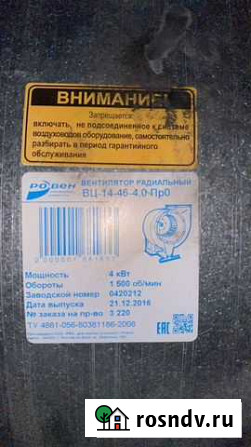 ВНИМАНИЕ!
Запрещается:
включать, не подсоединенное к системе
воздуховодов оборудование, самостоятельно
разбирать в период гарантийного
обслуживания
РОВЕН
ВЕНТИЛЯТОР РАДИАЛЬНЫЙ
ВЦ-14-46-4,0-Пр0
Мощность 4 кВт
Обороты 1 500 об/мин
Заводской номер 0420212
Дата выпуска 21.12.2016
№ заказа на пр-во 3 220
ТУ 4861-056-80381186-2008
EAC
rosndv.ru